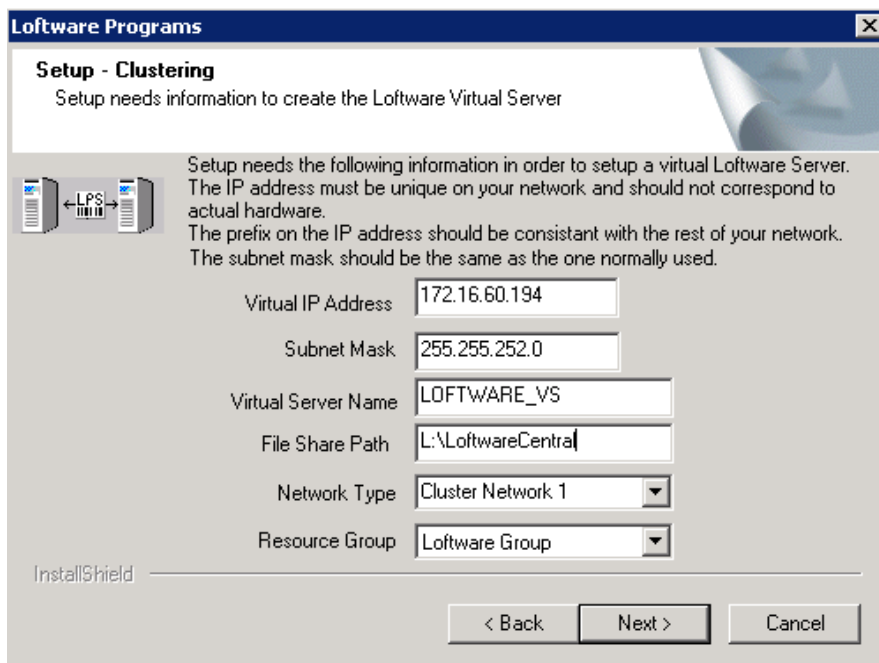 Loftware Programs
Setup - Clustering
Setup needs information to create the Loftware Virtual Server
Setup needs the following information in order to setup a virtual Loftware Server.
The IP address must be unique on your network and should not correspond to
actual hardware.
The prefix on the IP address should be consistant with the rest of your network.
The subnet mask should be the same as the one normally used.
LPS
Virtual IP Address 172.16.60.194
Subnet Mask 255.255.252.0
Virtual Server Name LOFTWARE_VS
File Share Path L:\LoftwareCentral
Network Type Cluster Network 1
Resource Group Loftware Group
InstallShield
< Back Next > Cancel